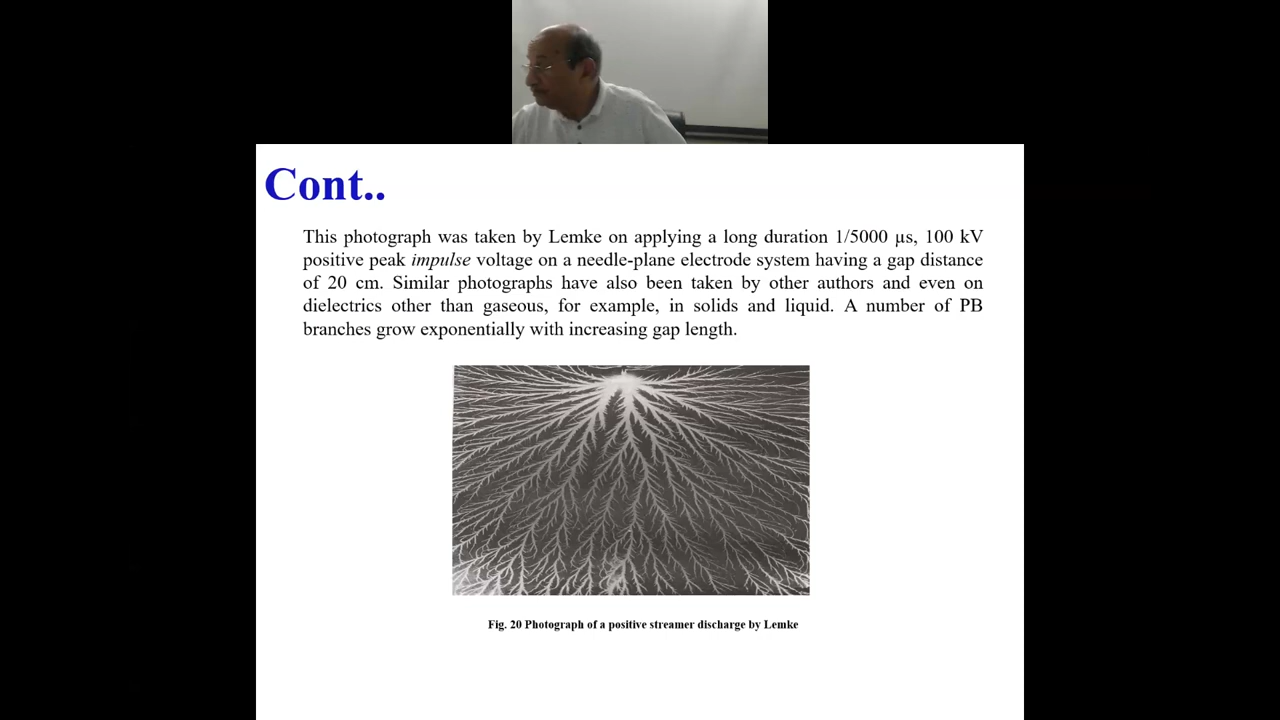 Cont..
This photograph was taken by Lemke on applying a long duration 1/5000 µs, 100 kV
positive peak impulse voltage on a needle-plane electrode system having a gap distance
of 20 cm. Similar photographs have also been taken by other authors and even on
dielectrics other than gaseous, for example, in solids and liquid. A number of PB
branches grow exponentially with increasing gap length.
Fig. 20 Photograph of a positive streamer discharge by Lemke